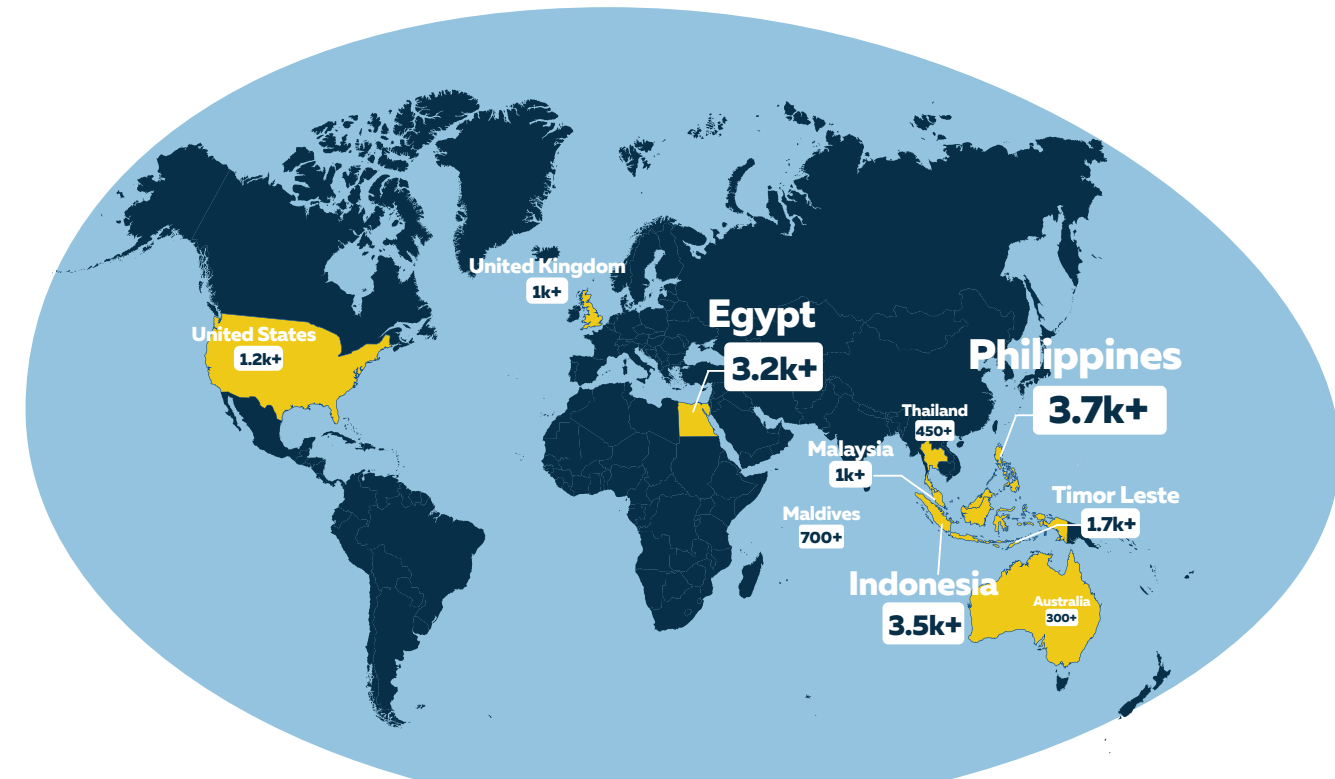 United Kingdom
1k+
United States
1.2k+
Egypt
3.2k+
Philippines
3.7k+
Thailand
450+
Malaysia
1k+
Timor Leste
1.7k+
Maldives
700+
Indonesia
3.5k+
Australia
300+